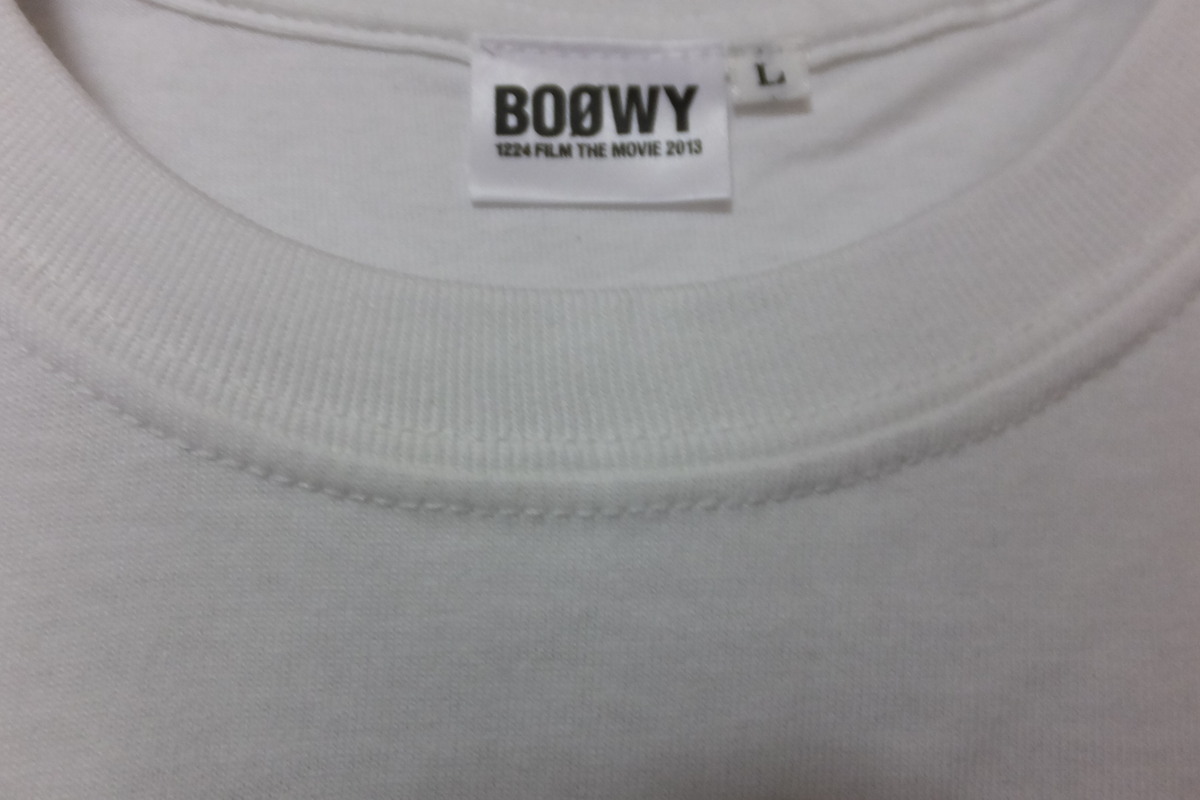 BOØWY
1224 FILM THE MOVIE 2013
L